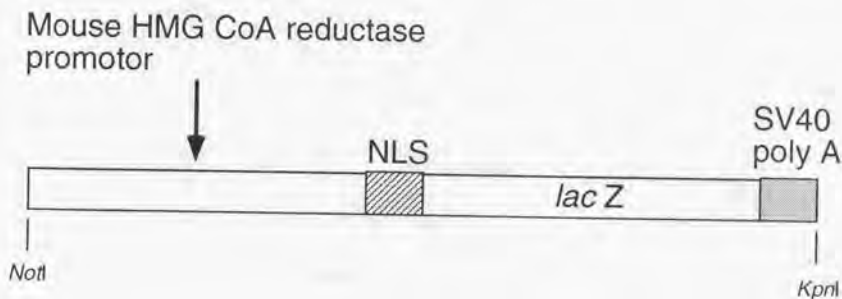 Mouse HMG CoA reductase
promotor
NLS
SV40
poly A
lac Z
NotI
KpnI